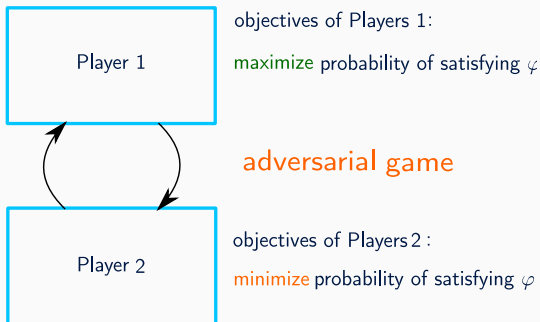 objectives of Players 1:
Player 1
maximize probability of satisfying φ
adversarial game
objectives of Players 2 :
Player 2
minimize probability of satisfying φ